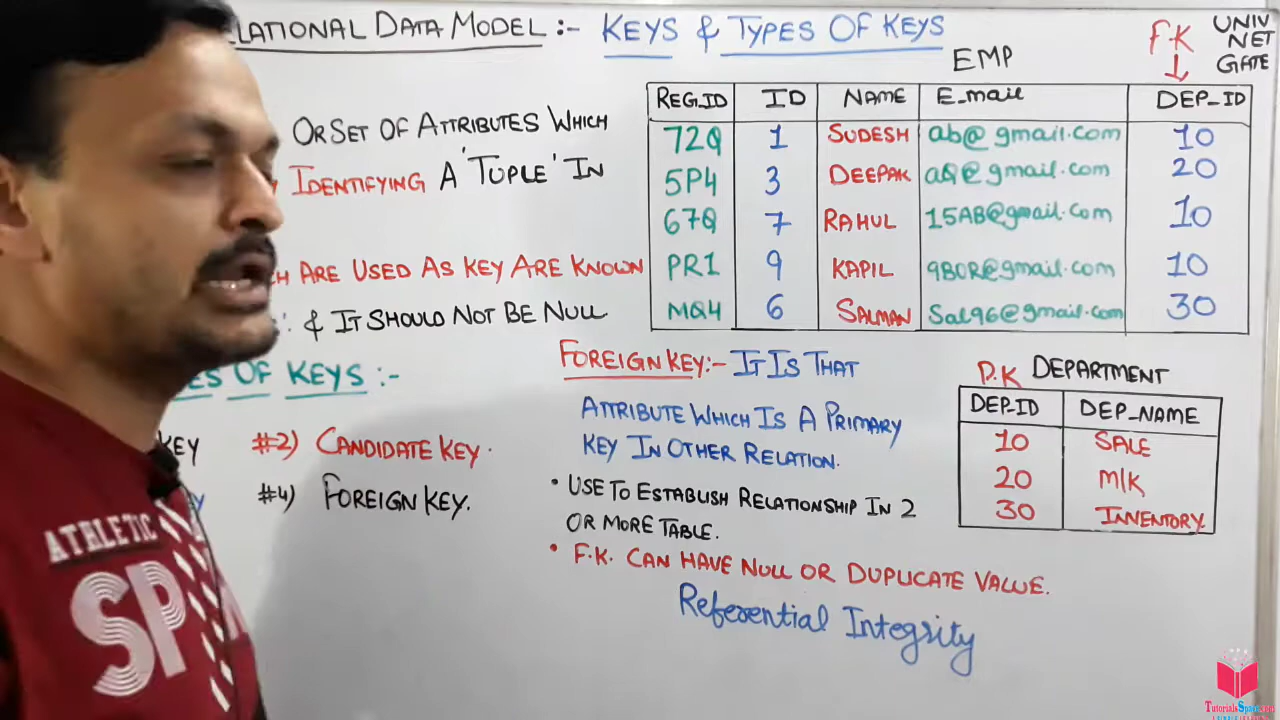 LATIONAL DATA MODEL :- KEYS & TYPES OF KEYS
F.K
UNIV
NET
GATE
EMP
OR SET OF ATTRIBUTES WHICH
IDENTIFYING A 'TUPLE' IN
ARE USED AS KEY ARE KNOWN
& IT SHOULD NOT BE NULL
ES OF KEYS :-
KEY #2) CANDIDATE KEY.
#4) FOREIGN KEY.
REG_ID ID NAME E_mail DEP_ID
72Q 1 SUDESH ab@gmail.com 10
5P4 3 DEEPAK aQ@gmail.com 20
67Q 7 RAHUL 15AB@gmail.com 10
PR1 9 KAPIL 9B0R@gmail.com 10
MQ4 6 SALMAN Sal96@gmail.com 30
FOREIGN KEY:- IT IS THAT
ATTRIBUTE WHICH IS A PRIMARY
KEY IN OTHER RELATION.
• USE TO ESTABLISH RELATIONSHIP IN 2
OR MORE TABLE.
• F.K. CAN HAVE NULL OR DUPLICATE VALUE.
Referential Integrity
P.K DEPARTMENT
DEP_ID DEP_NAME
10 SALE
20 M/K
30 INVENTORY
ATHLETIC
SP